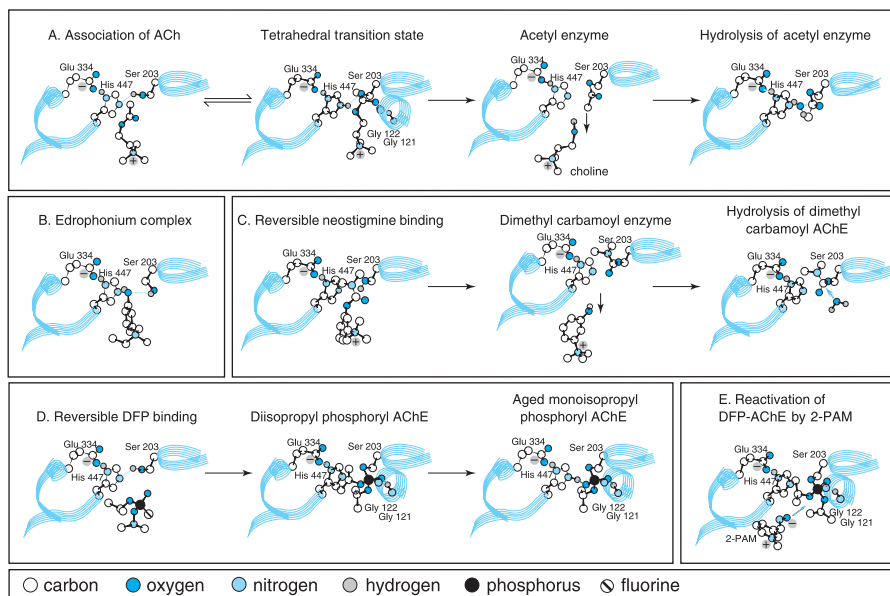 A. Association of ACh
Glu 334
−
His 447
Ser 203
+
Tetrahedral transition state
Glu 334
−
His 447
Ser 203
Gly 122
Gly 121
+
Acetyl enzyme
Glu 334
−
His 447
Ser 203
+
choline
Hydrolysis of acetyl enzyme
Glu 334
−
His 447
Ser 203
B. Edrophonium complex
Glu 334
−
His 447
Ser 203
C. Reversible neostigmine binding
Glu 334
−
His 447
Ser 203
+
Dimethyl carbamoyl enzyme
Glu 334
−
His 447
Ser 203
+
Hydrolysis of dimethyl
carbamoyl AChE
Glu 334
−
His 447
Ser 203
D. Reversible DFP binding
Glu 334
−
His 447
Ser 203
Diisopropyl phosphoryl AChE
Glu 334
−
His 447
Ser 203
Gly 122
Gly 121
Aged monoisopropyl
phosphoryl AChE
Glu 334
−
His 447
Ser 203
Gly 122
Gly 121
E. Reactivation of
DFP-AChE by 2-PAM
Glu 334
−
His 447
Ser 203
Gly 122
Gly 121
2-PAM
−
+
carbon oxygen nitrogen hydrogen phosphorus fluorine